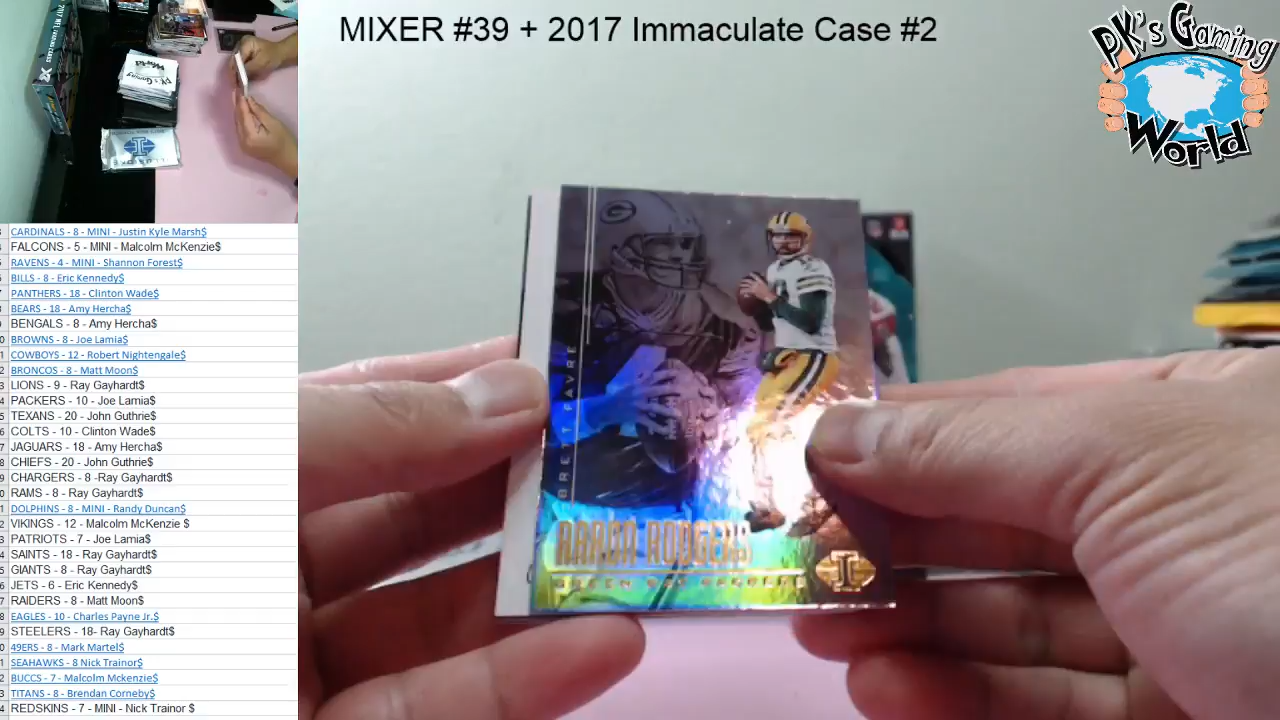 MIXER #39 + 2017 Immaculate Case #2
PK's Gaming
World
CARDINALS - 8 - MINI - Justin Kyle Marsh$
FALCONS - 5 - MINI - Malcolm McKenzie$
RAVENS - 4 - MINI - Shannon Forest$
BILLS - 8 - Eric Kennedy$
PANTHERS - 18 - Clinton Wade$
BEARS - 18 - Amy Hercha$
BENGALS - 8 - Amy Hercha$
BROWNS - 8 - Joe Lamia$
COWBOYS - 12 - Robert Nightengale$
BRONCOS - 8 - Matt Moon$
LIONS - 9 - Ray Gayhardt$
PACKERS - 10 - Joe Lamia$
TEXANS - 20 - John Guthrie$
COLTS - 10 - Clinton Wade$
JAGUARS - 18 - Amy Hercha$
CHIEFS - 20 - John Guthrie$
CHARGERS - 8 -Ray Gayhardt$
RAMS - 8 - Ray Gayhardt$
DOLPHINS - 8 - MINI - Randy Duncan$
VIKINGS - 12 - Malcolm McKenzie $
PATRIOTS - 7 - Joe Lamia$
SAINTS - 18 - Ray Gayhardt$
GIANTS - 8 - Ray Gayhardt$
JETS - 6 - Eric Kennedy$
RAIDERS - 8 - Matt Moon$
EAGLES - 10 - Charles Payne Jr.$
STEELERS - 18- Ray Gayhardt$
49ERS - 8 - Mark Martel$
SEAHAWKS - 8 Nick Trainor$
BUCCS - 7 - Malcolm Mckenzie$
TITANS - 8 - Brendan Corneby$
REDSKINS - 7 - MINI - Nick Trainor $
BRETT FAVRE
AARON RODGERS
GREEN BAY PACKERS